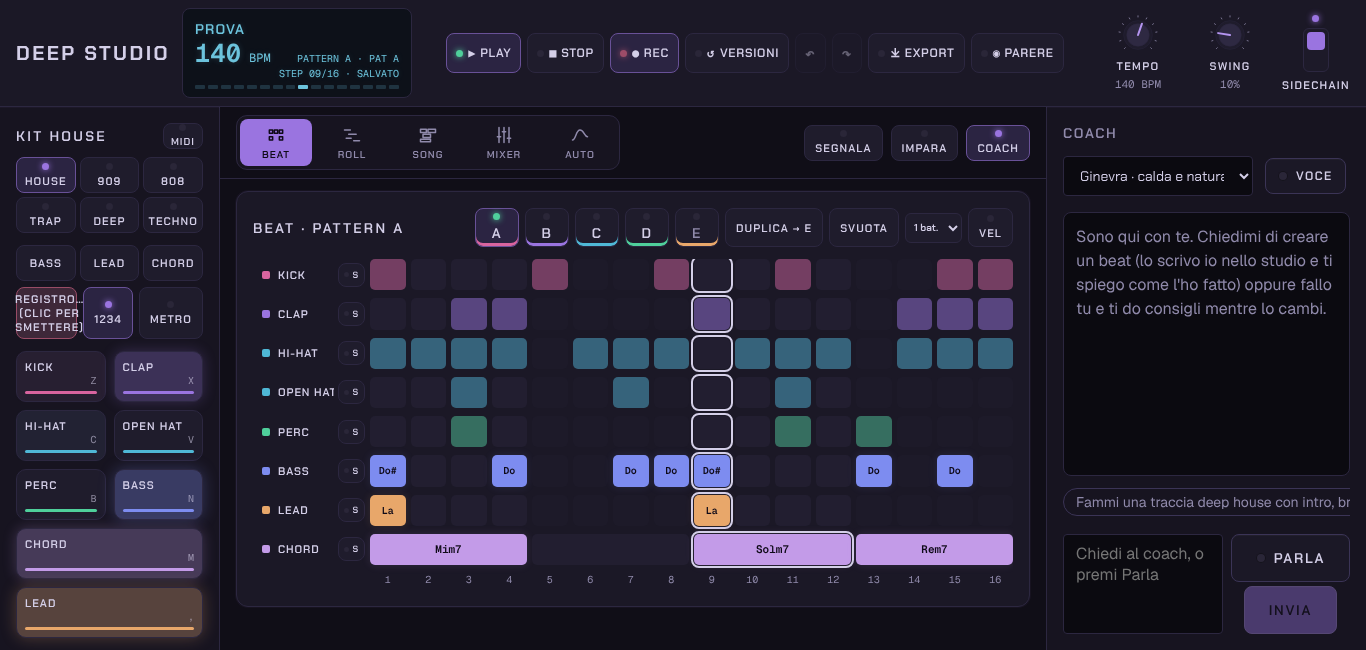 DEEP STUDIO
PROVA
140 BPM
PATTERN A · PAT A
STEP 09/16 · SALVATO
▶ PLAY
■ STOP
● REC
↺ VERSIONI
↶
↷
EXPORT
◉ PARERE
TEMPO
140 BPM
SWING
10%
SIDECHAIN
KIT HOUSE
MIDI
HOUSE
909
808
TRAP
DEEP
TECHNO
BASS
LEAD
CHORD
REGISTRO…
(CLIC PER
SMETTERE)
1234
METRO
KICK
Z
CLAP
X
HI-HAT
C
OPEN HAT
V
PERC
B
BASS
N
CHORD
M
LEAD
,
BEAT
ROLL
SONG
MIXER
AUTO
SEGNALA
IMPARA
COACH
BEAT · PATTERN A
A
B
C
D
E
DUPLICA → E
SVUOTA
1 bat.
VEL
KICK S
CLAP S
HI-HAT S
OPEN HAT S
PERC S
BASS S Do# Do Do Do Do# Do Do
LEAD S La La
CHORD S Mim7 Solm7 Rem7
1 2 3 4 5 6 7 8 9 10 11 12 13 14 15 16
COACH
Ginevra · calda e natura
VOCE
Sono qui con te. Chiedimi di creare
un beat (lo scrivo io nello studio e ti
spiego come l'ho fatto) oppure fallo
tu e ti do consigli mentre lo cambi.
Fammi una traccia deep house con intro, br
Chiedi al coach, o
premi Parla
PARLA
INVIA